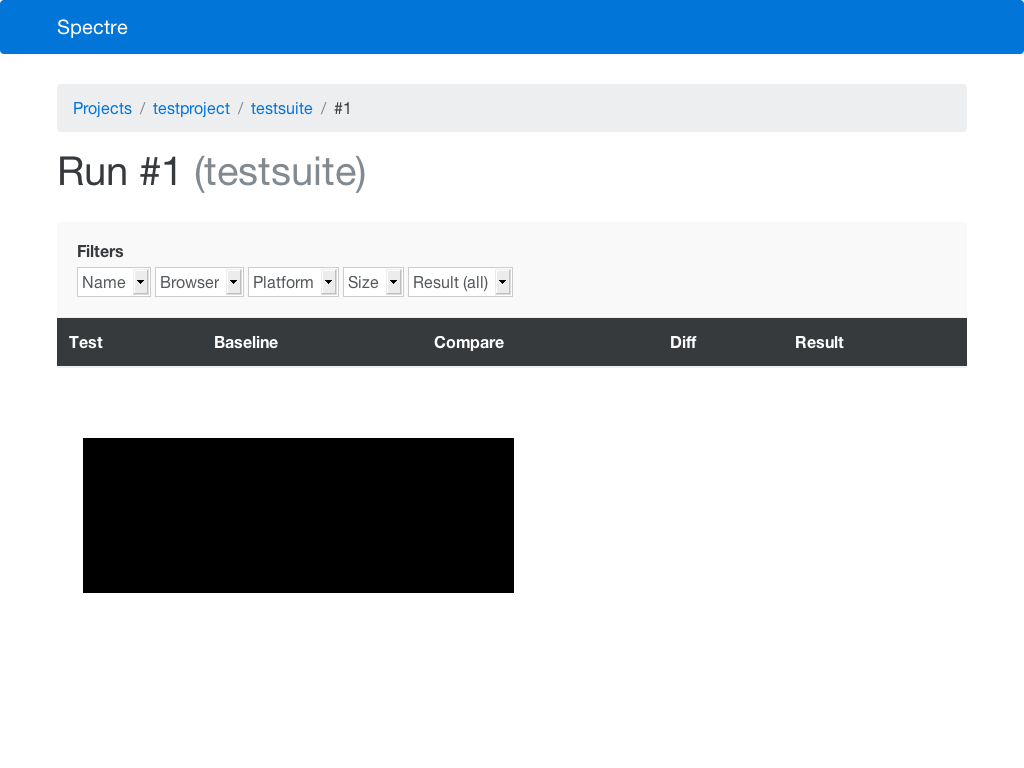 Spectre
Projects / testproject / testsuite / #1
Run #1 (testsuite)
Filters
Name Browser Platform Size Result (all)
Test Baseline Compare Diff Result